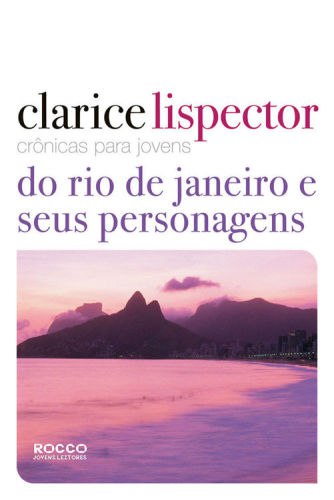 clarice lispector
crônicas para jovens
do rio de janeiro e
seus personagens
ROCCO
JOVENS LEITORES